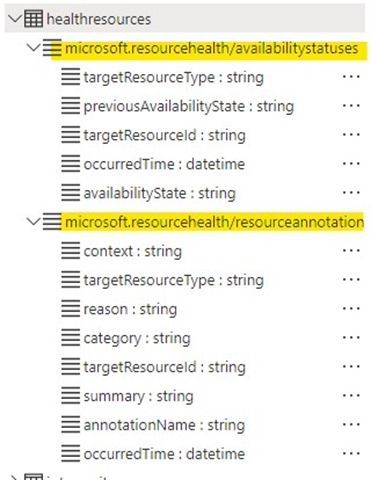 healthresources
microsoft.resourcehealth/availabilitystatuses
targetResourceType : string
previousAvailabilityState : string
targetResourceId : string
occurredTime : datetime
availabilityState : string
microsoft.resourcehealth/resourceannotation
context : string
targetResourceType : string
reason : string
category : string
targetResourceId : string
summary : string
annotationName : string
occurredTime : datetime